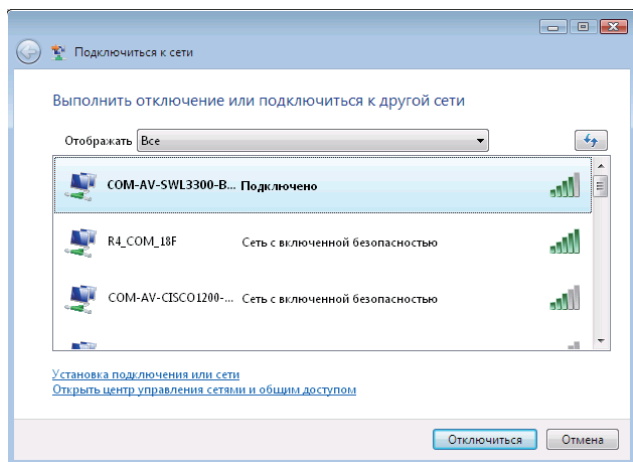 Подключиться к сети
Выполнить отключение или подключиться к другой сети
Отображать Все
COM-AV-SWL3300-B... Подключено
R4_COM_18F Сеть с включенной безопасностью
COM-AV-CISCO1200-... Сеть с включенной безопасностью
Установка подключения или сети
Открыть центр управления сетями и общим доступом
Отключиться Отмена